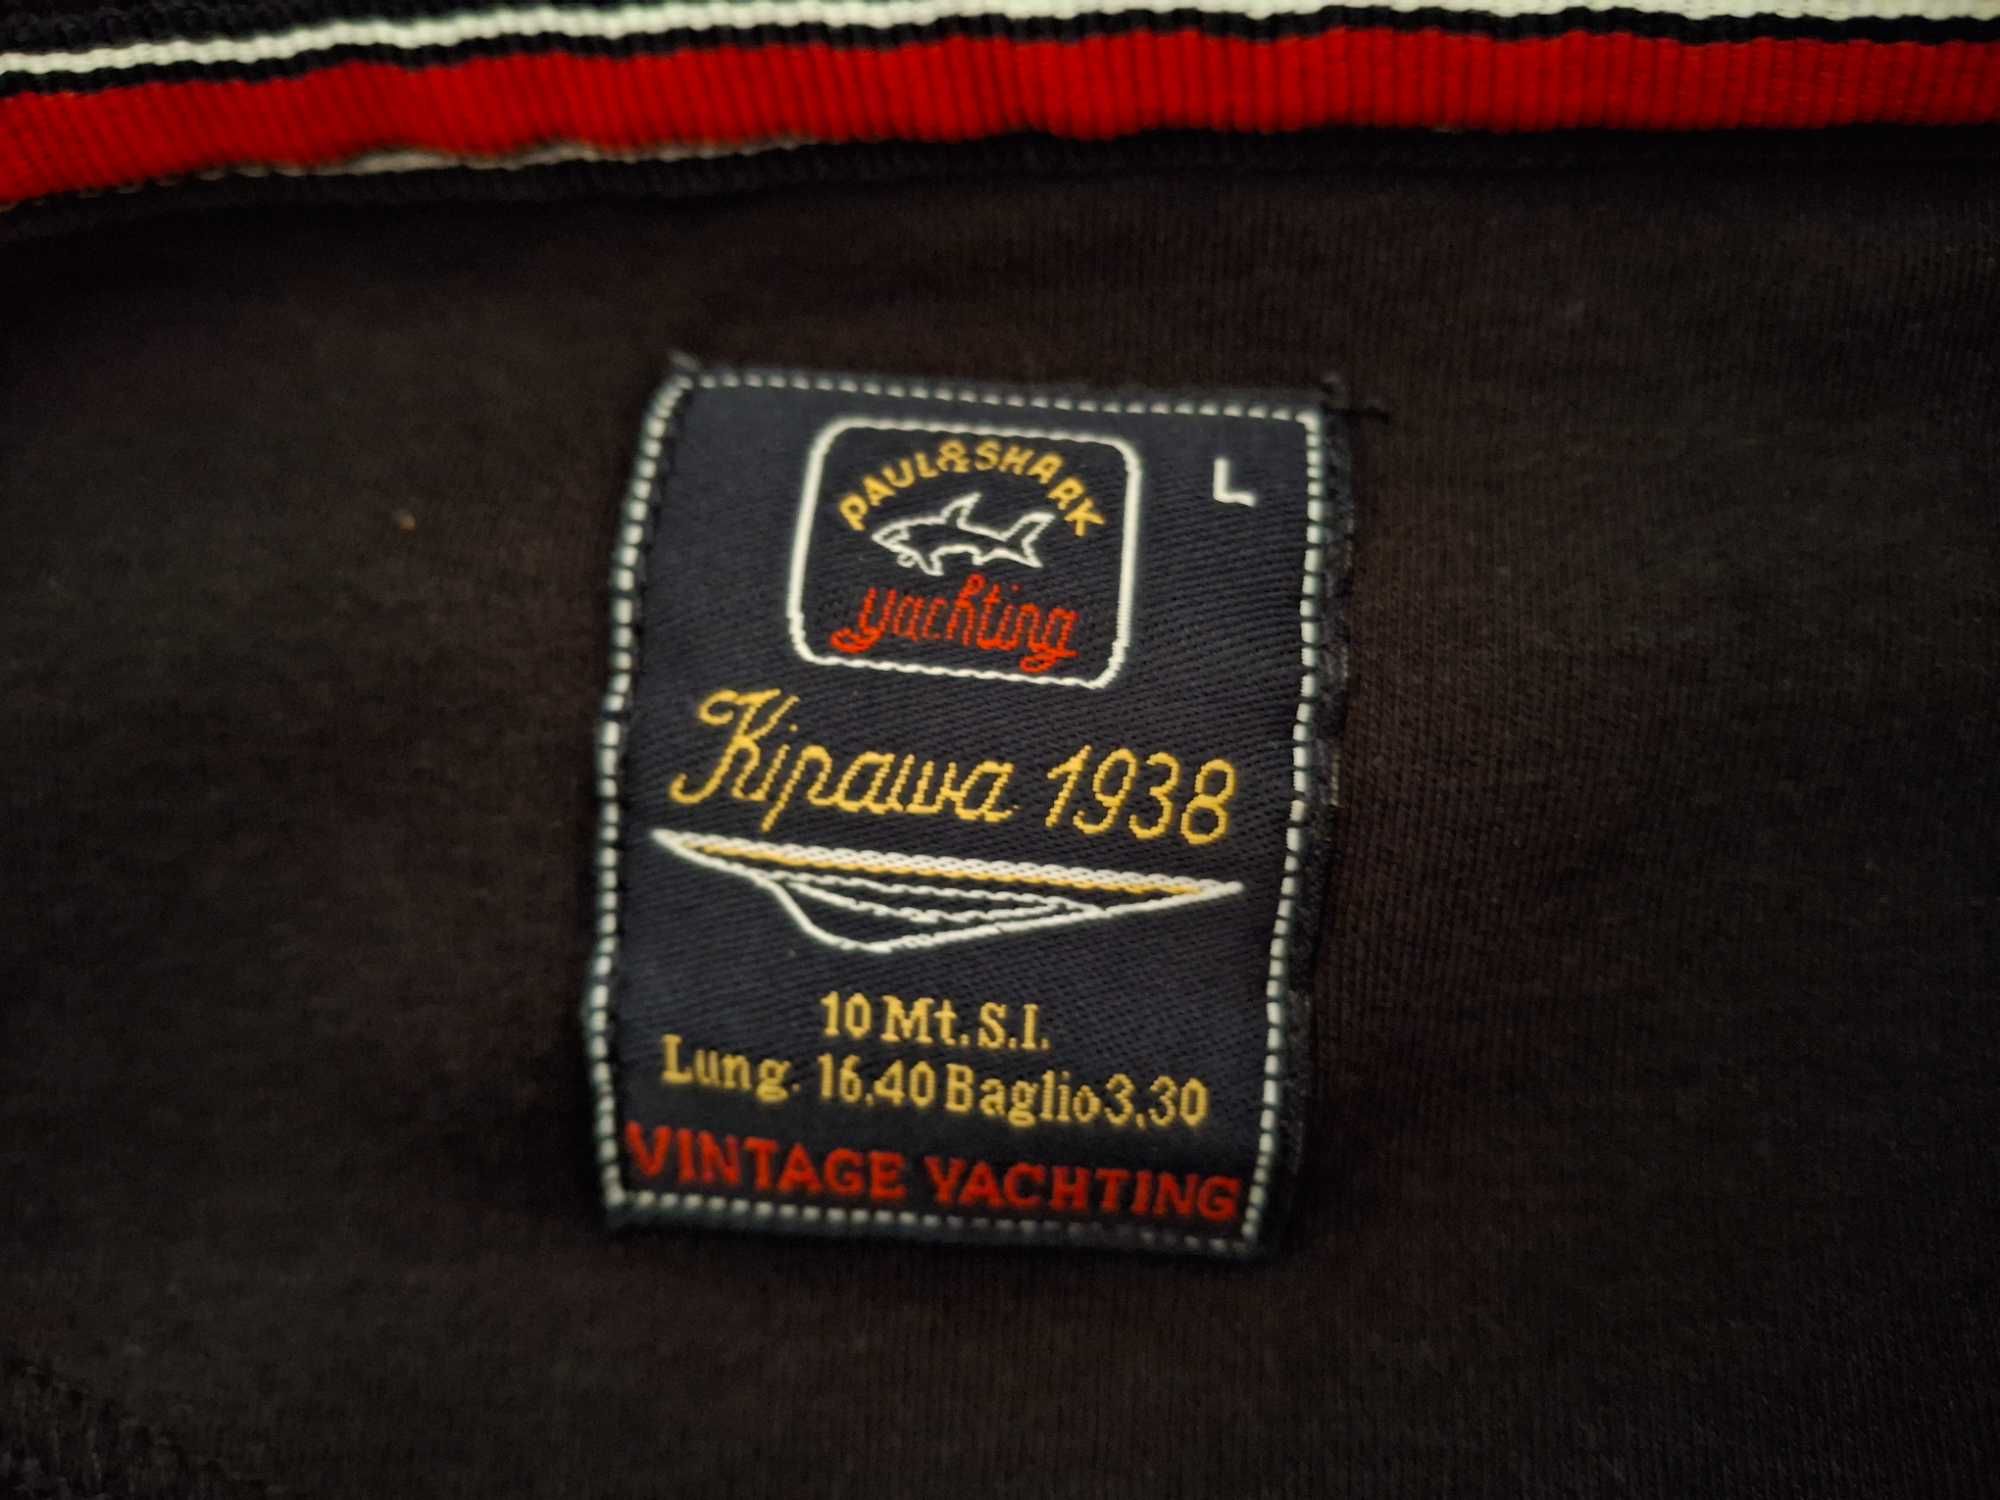 PAUL&SHARK
L
yachting
Kipawa 1938
10 Mt.S.I.
Lung. 16,40 Baglio 3,30
VINTAGE YACHTING